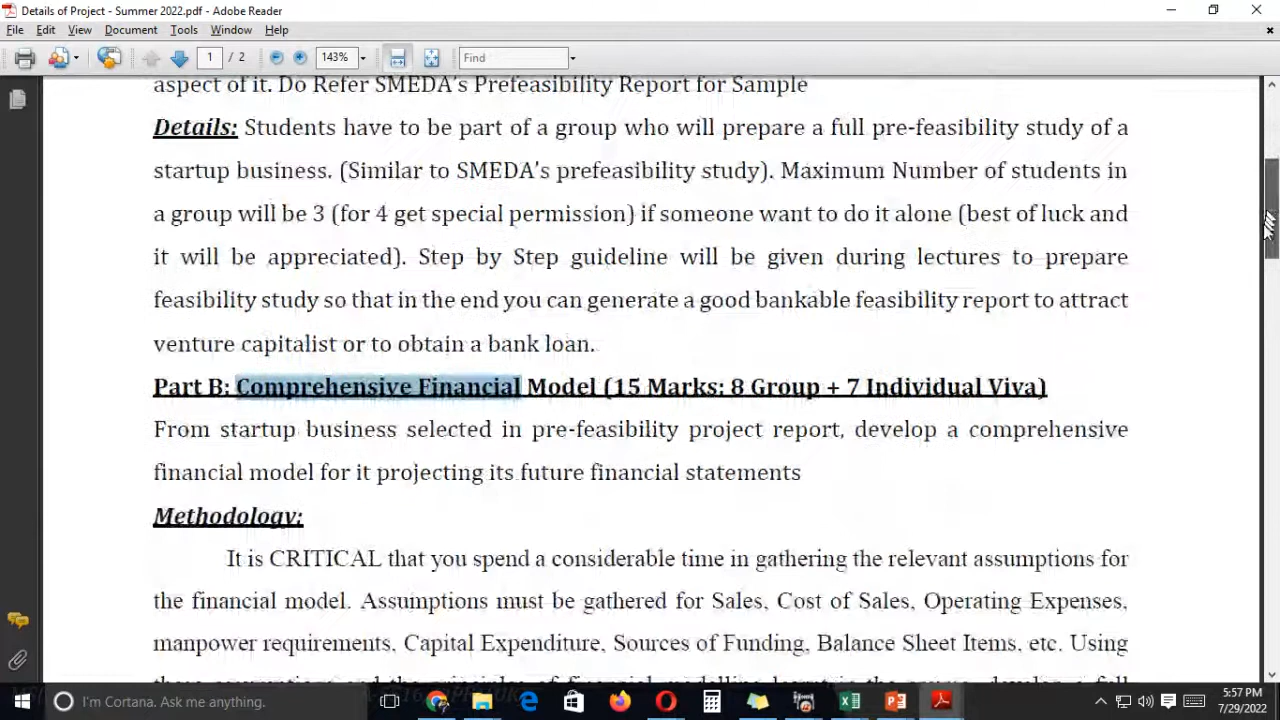 Details of Project - Summer 2022.pdf - Adobe Reader
File Edit View Document Tools Window Help
1 / 2 143% Find
aspect of it. Do Refer SMEDA's Prefeasibility Report for Sample
Details: Students have to be part of a group who will prepare a full pre-feasibility study of a
startup business. (Similar to SMEDA's prefeasibility study). Maximum Number of students in
a group will be 3 (for 4 get special permission) if someone want to do it alone (best of luck and
it will be appreciated). Step by Step guideline will be given during lectures to prepare
feasibility study so that in the end you can generate a good bankable feasibility report to attract
venture capitalist or to obtain a bank loan.
Part B: Comprehensive Financial Model (15 Marks: 8 Group + 7 Individual Viva)
From startup business selected in pre-feasibility project report, develop a comprehensive
financial model for it projecting its future financial statements
Methodology:
It is CRITICAL that you spend a considerable time in gathering the relevant assumptions for
the financial model. Assumptions must be gathered for Sales, Cost of Sales, Operating Expenses,
manpower requirements, Capital Expenditure, Sources of Funding, Balance Sheet Items, etc. Using
I'm Cortana. Ask me anything.
5:57 PM
7/29/2022